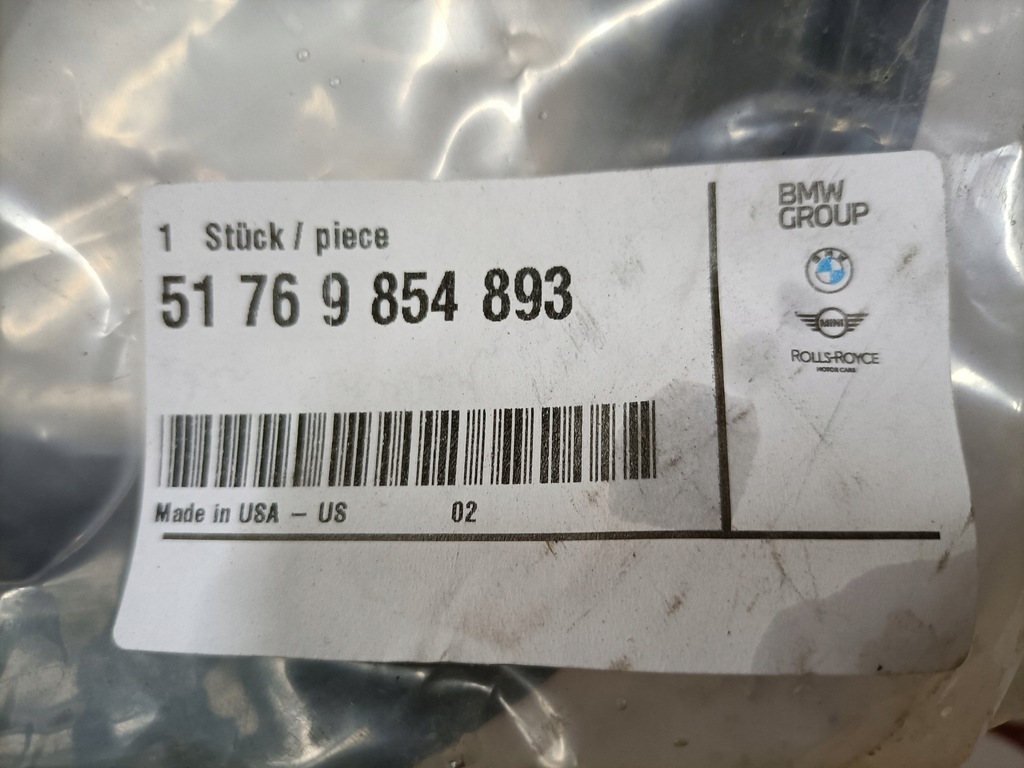 1 Stück / piece
51 76 9 854 893
Made in USA – US 02
BMW
GROUP
BMW
MINI
ROLLS-ROYCE
MOTOR CARS